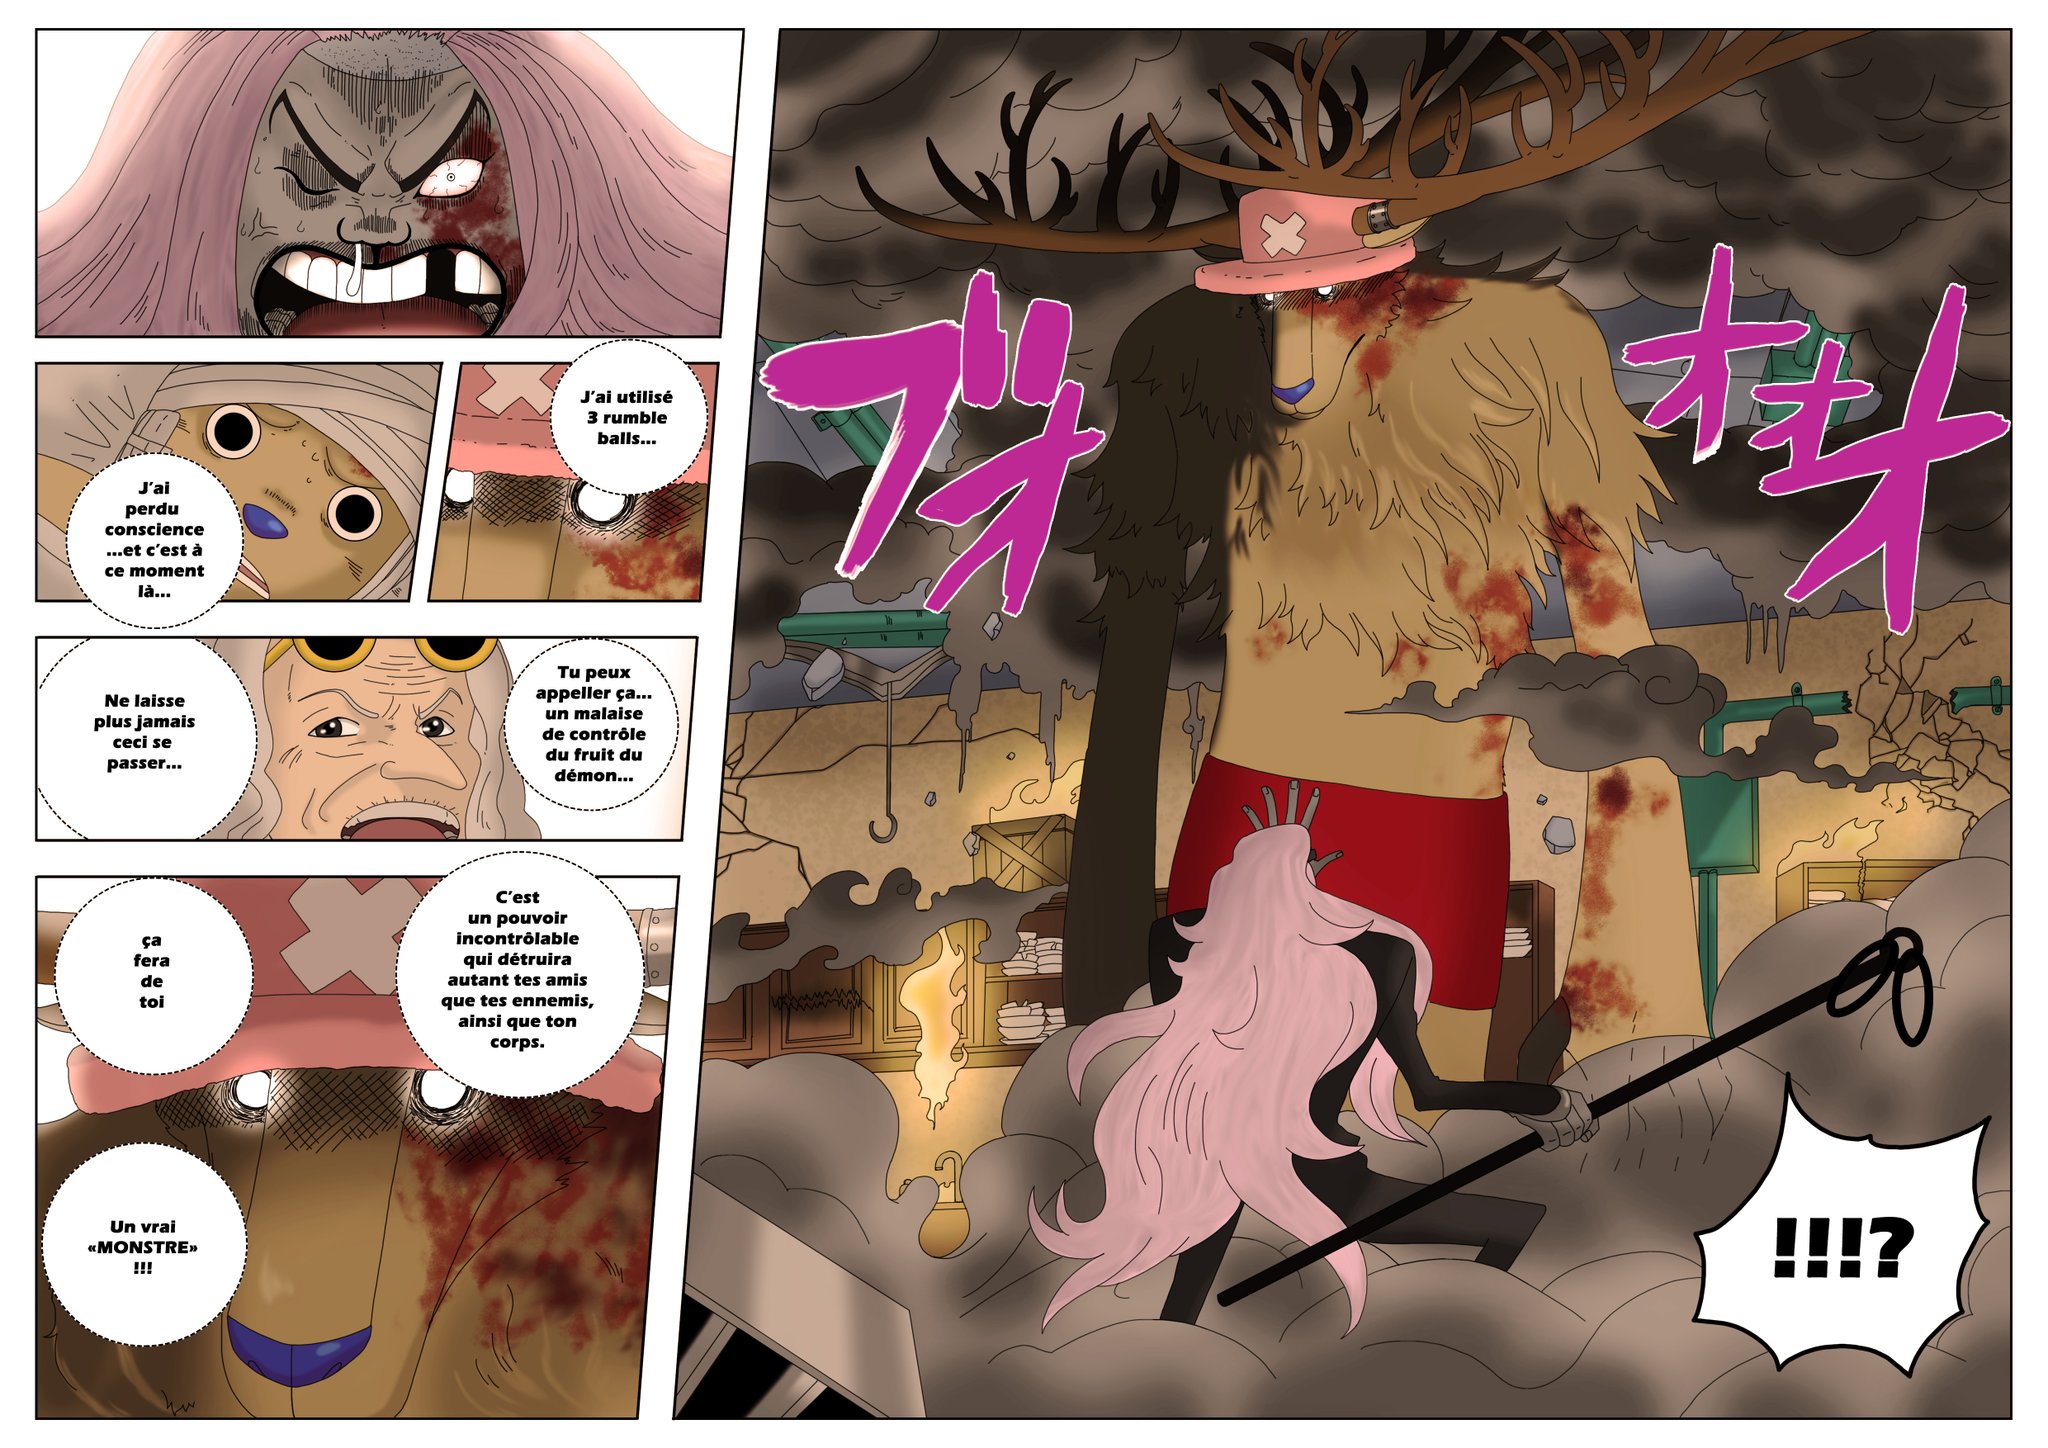 J'ai utilisé
3 rumble
balls...
J'ai
perdu
conscience
...et c'est à
ce moment
là...
Tu peux
appeller ça...
un malaise
de contrôle
du fruit du
démon...
Ne laisse
plus jamais
ceci se
passer...
C'est
un pouvoir
incontrôlable
qui détruira
autant tes amis
que tes ennemis,
ainsi que ton
corps.
ça
fera
de
toi
Un vrai
«MONSTRE»
!!!
ブオ
オオオ
!!!?